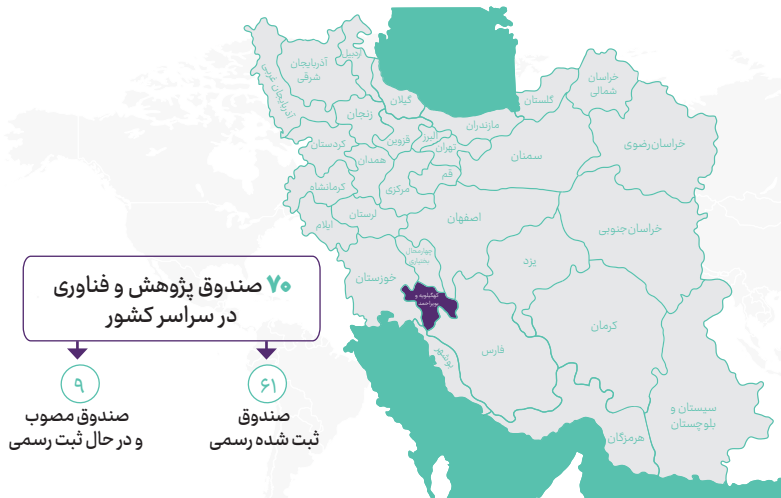 اردبیل
آذربایجان
شرقی
آذربایجان غربی
گیلان
زنجان
کردستان
قزوین
البرز
تهران
مازندران
گلستان
خراسان
شمالی
خراسان رضوی
سمنان
همدان
قم
مرکزی
کرمانشاه
لرستان
ایلام
اصفهان
خراسان جنوبی
یزد
چهارمحال
بختیاری
خوزستان
کهگیلویه و
بویراحمد
فارس
بوشهر
کرمان
سیستان و
بلوچستان
هرمزگان
۷۰ صندوق پژوهش و فناوری
در سراسر کشور
۶۱
صندوق
ثبت شده رسمی
۹
صندوق مصوب
و در حال ثبت رسمی